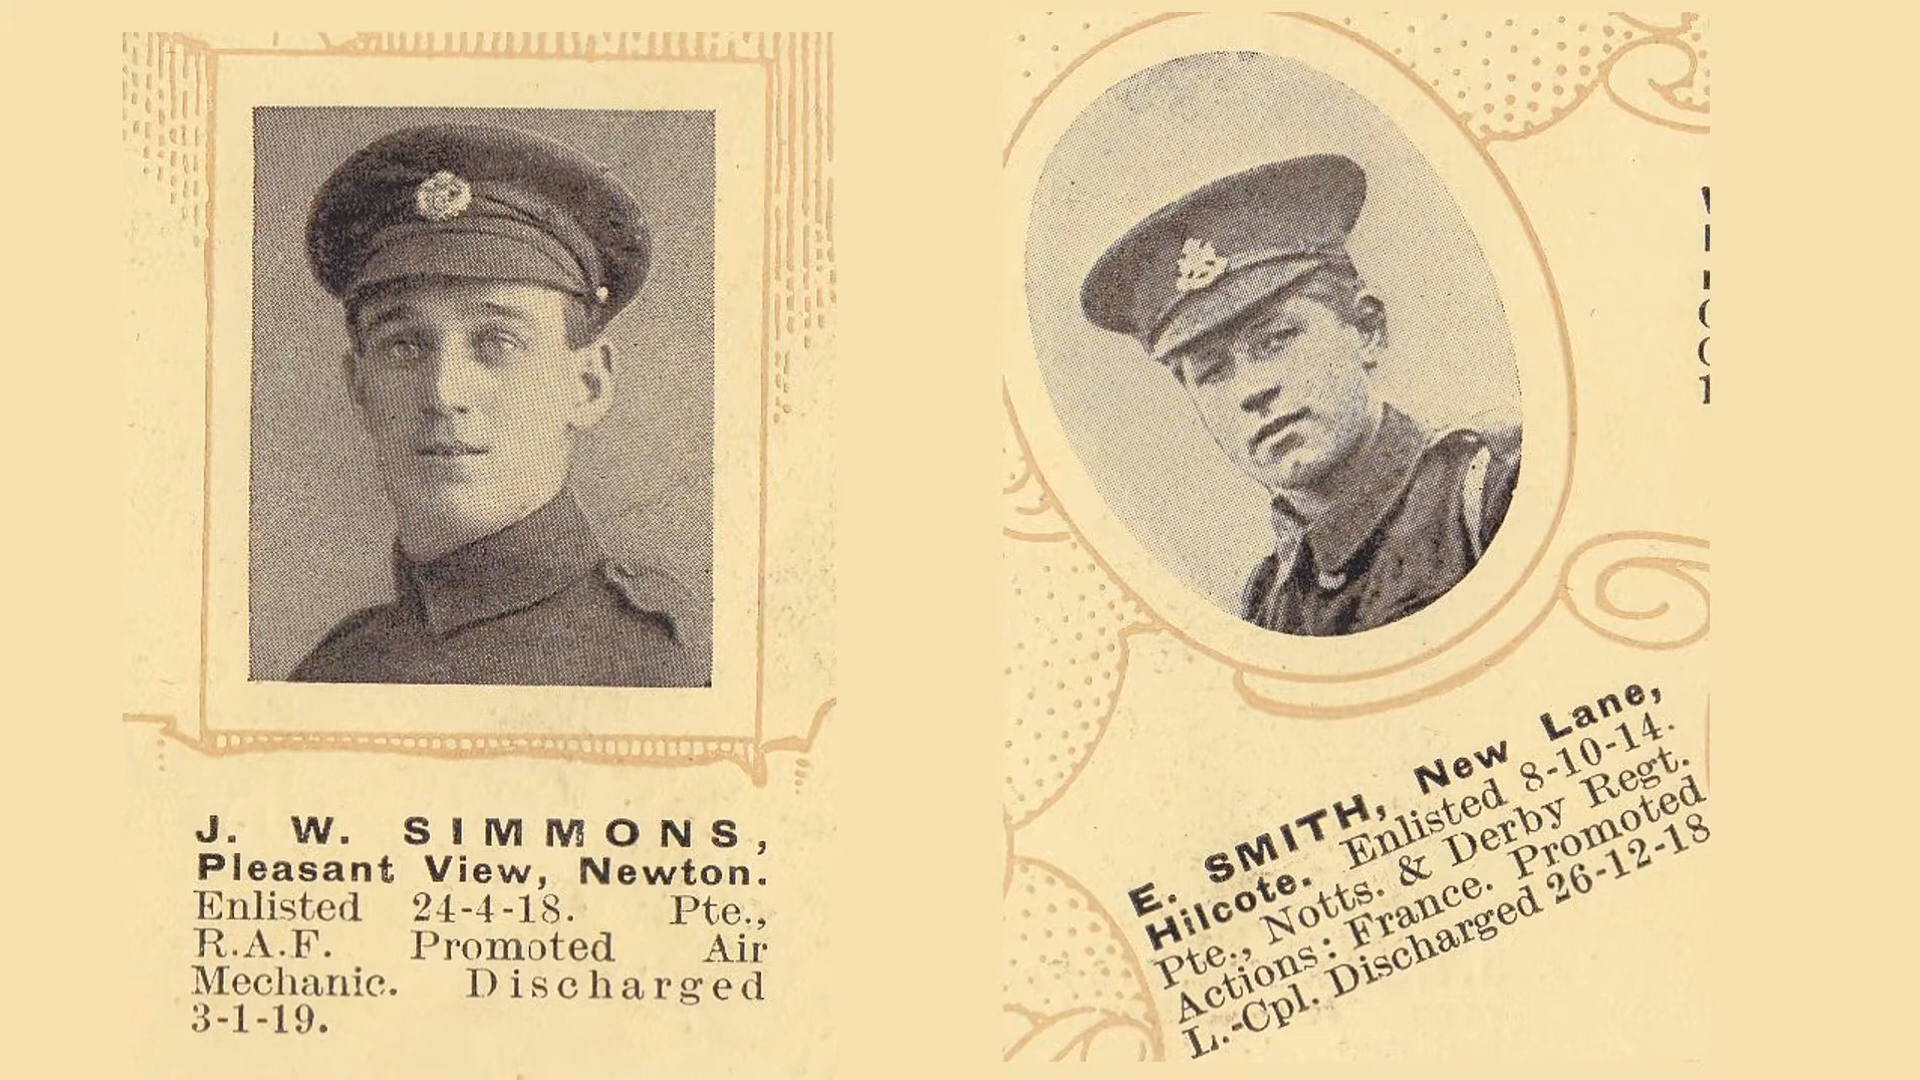 J. W. SIMMONS,
Pleasant View, Newton.
Enlisted 24-4-18. Pte.,
R.A.F. Promoted Air
Mechanic. Discharged
3-1-19.
E. SMITH, New Lane,
Hilcote. Enlisted 8-10-14.
Pte., Notts. & Derby Regt.
Actions: France. Promoted
L.-Cpl. Discharged 26-12-18